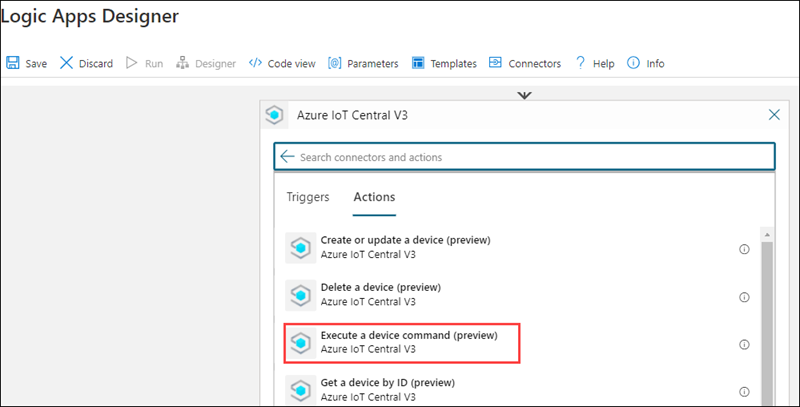 Logic Apps Designer
Save Discard Run Designer Code view Parameters Templates Connectors ? Help Info
Azure IoT Central V3
Search connectors and actions
Triggers Actions
Create or update a device (preview)
Azure IoT Central V3
Delete a device (preview)
Azure IoT Central V3
Execute a device command (preview)
Azure IoT Central V3
Get a device by ID (preview)
Azure IoT Central V3